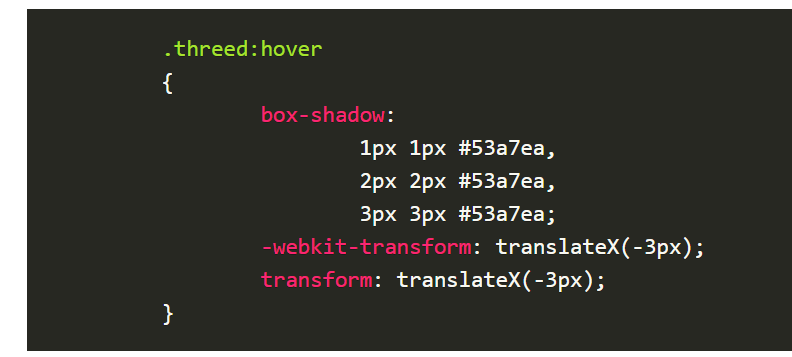 .threed:hover
{
box-shadow:
1px 1px #53a7ea,
2px 2px #53a7ea,
3px 3px #53a7ea;
-webkit-transform: translateX(-3px);
transform: translateX(-3px);
}